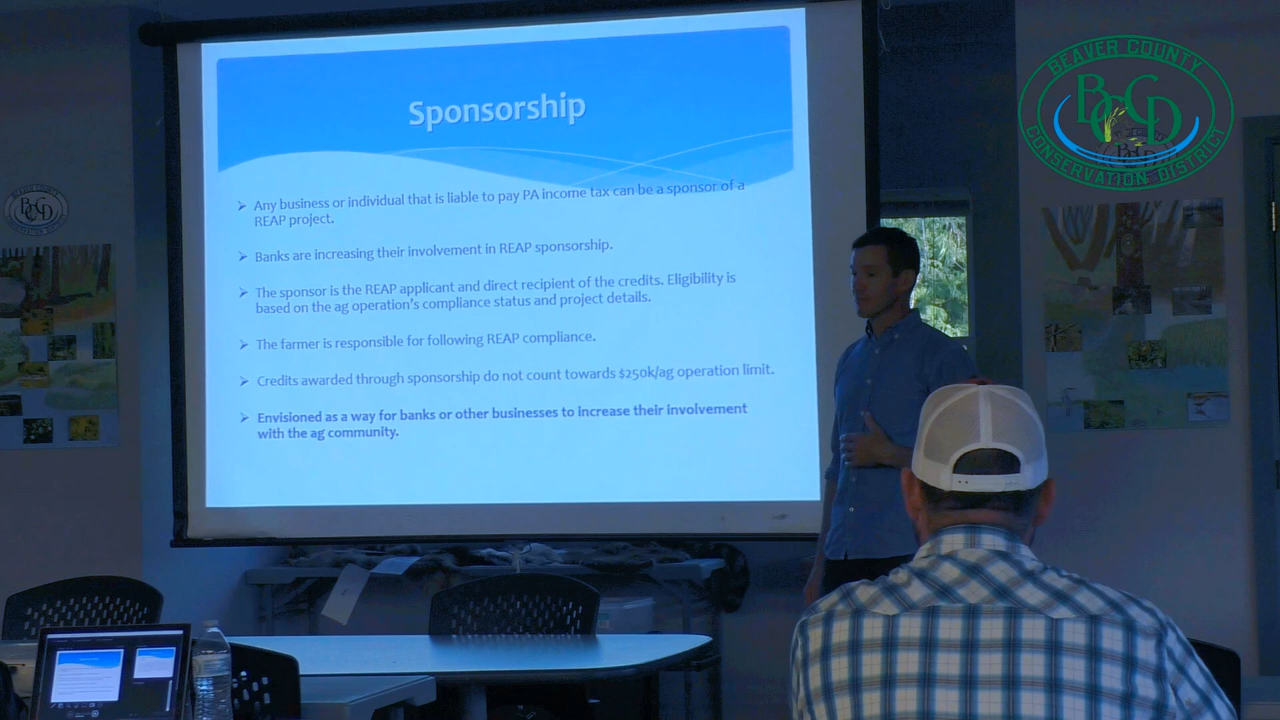 Sponsorship
Any business or individual that is liable to pay PA income tax can be a sponsor of a
REAP project.
Banks are increasing their involvement in REAP sponsorship.
The sponsor is the REAP applicant and direct recipient of the credits. Eligibility is
based on the ag operation's compliance status and project details.
The farmer is responsible for following REAP compliance.
Credits awarded through sponsorship do not count towards $250k/ag operation limit.
Envisioned as a way for banks or other businesses to increase their involvement
with the ag community.
BEAVER COUNTY
BCCD
CONSERVATION DISTRICT
BEAVER COUNTY
BCCD